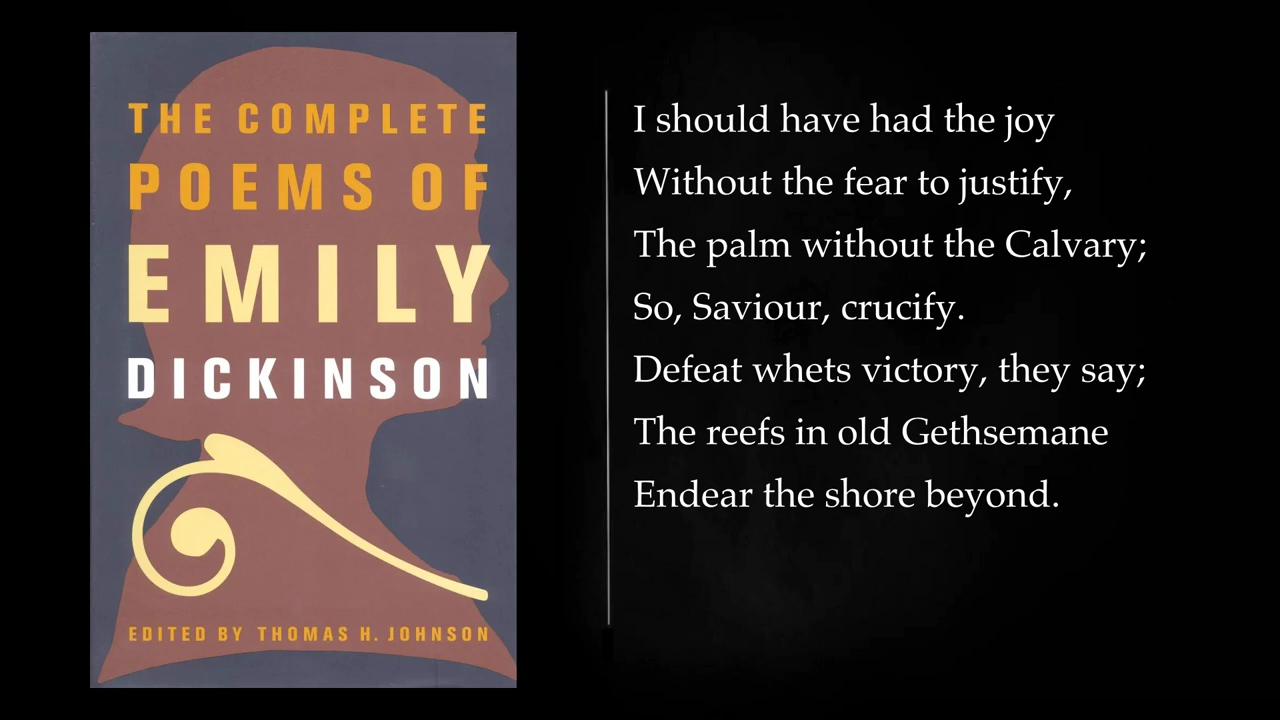 THE COMPLETE
POEMS OF
EMILY
DICKINSON
EDITED BY THOMAS H. JOHNSON
I should have had the joy
Without the fear to justify,
The palm without the Calvary;
So, Saviour, crucify.
Defeat whets victory, they say;
The reefs in old Gethsemane
Endear the shore beyond.